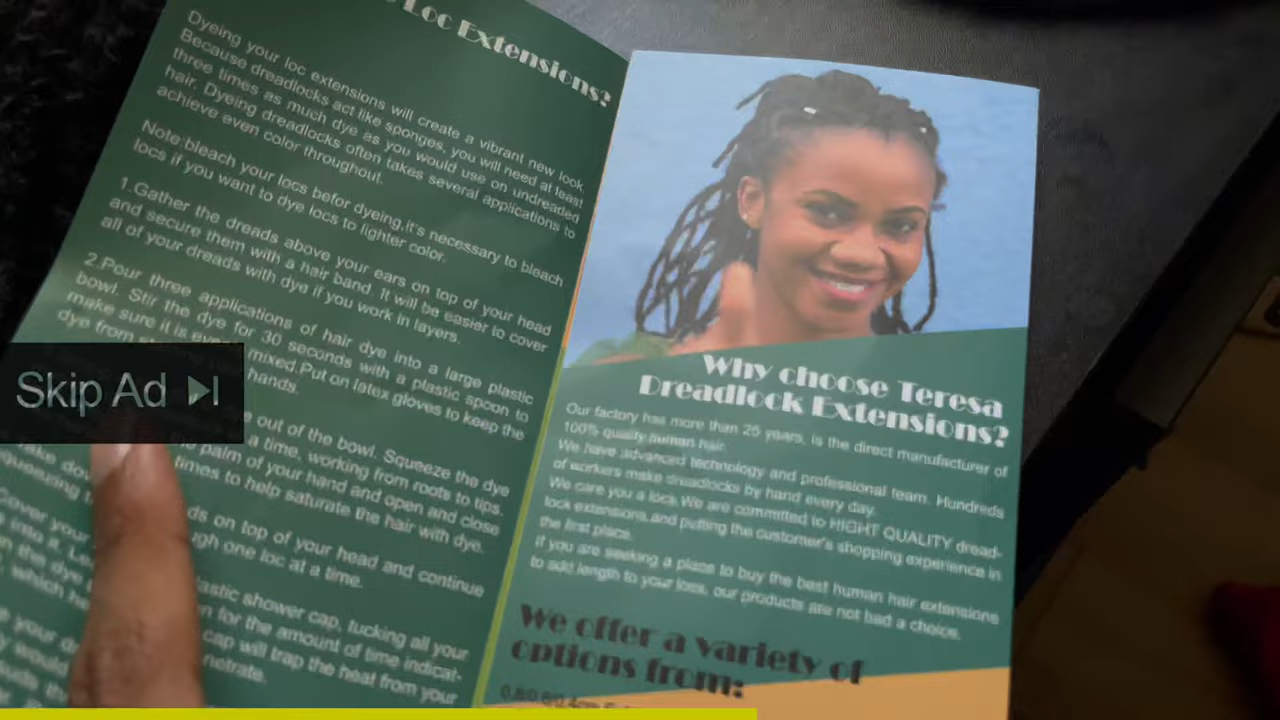 Loc Extensions?
Dyeing your loc extensions will create a vibrant new look
Because dreadlocks act like sponges, you will need at least
three times as much dye as you would use on undreaded
hair. Dyeing dreadlocks often takes several applications to
achieve even color throughout.
Note:bleach your locs befor dyeing,it's necessary to bleach
locs if you want to dye locs to lighter color.
1.Gather the dreads above your ears on top of your head
and secure them with a hair band. It will be easier to cover
all of your dreads with dye if you work in layers.
2.Pour three applications of hair dye into a large plastic
bowl. Stir the dye for 30 seconds with a plastic spoon to
make sure it is mixed.Put on latex gloves to keep the
dye from hands.
out of the bowl. Squeeze the dye
a time, working from roots to tips.
palm of your hand and open and close
times to help saturate the hair with dye.
on top of your head and continue
one loc at a time.
Cover your plastic shower cap, tucking all your
into it. for the amount of time indicat-
the dye cap will trap the heat from your
which
your
would
Skip Ad
Why choose Teresa
Dreadlock Extensions?
Our factory has more than 25 years, is the direct manufacturer of
100% quality human hair.
We have advanced technology and professional team. Hundreds
of workers make dreadlocks by hand every day.
We care you a lock.We are committed to HIGHT QUALITY dread-
lock extensions,and putting the customer's shopping experience in
the first place.
if you are seeking a place to buy the best human hair extensions
to add length to your locs, our products are not bad a choice.
We offer a variety of
options from: